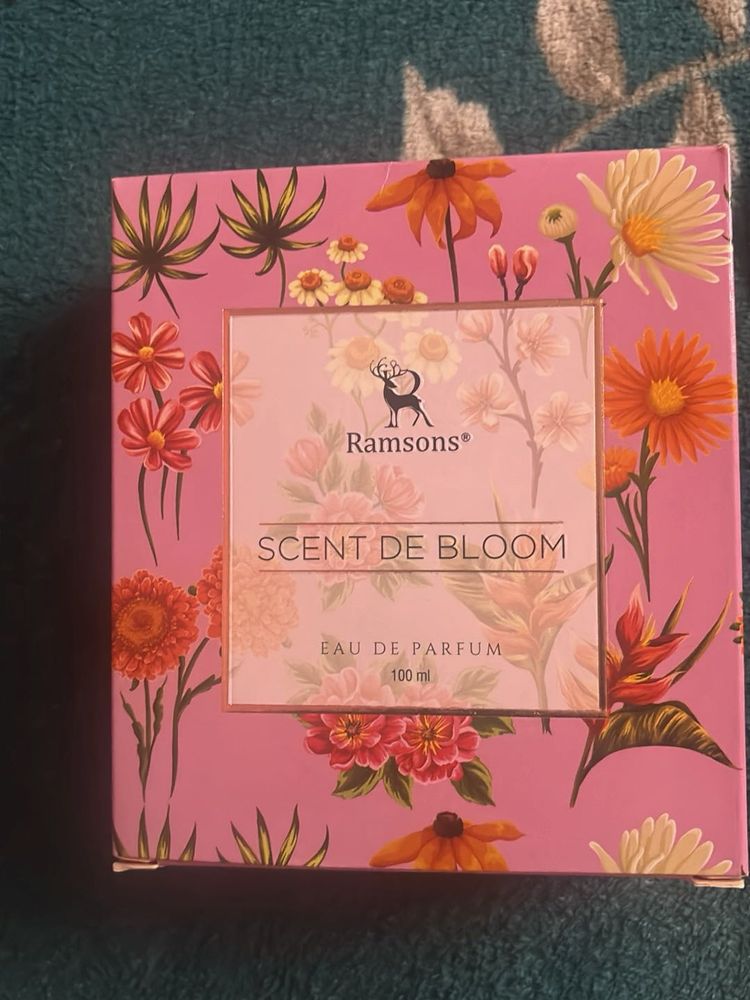 Ramsons®
SCENT DE BLOOM
EAU DE PARFUM
100 ml